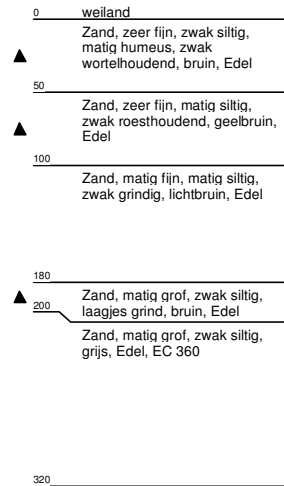 0 weiland
Zand, zeer fijn, zwak siltig,
matig humeus, zwak
wortelhoudend, bruin, Edel
50
Zand, zeer fijn, matig siltig,
zwak roesthoudend, geelbruin,
Edel
100
Zand, matig fijn, matig siltig,
zwak grindig, lichtbruin, Edel
180
Zand, matig grof, zwak siltig,
200 laagjes grind, bruin, Edel
Zand, matig grof, zwak siltig,
grijs, Edel, EC 360
320